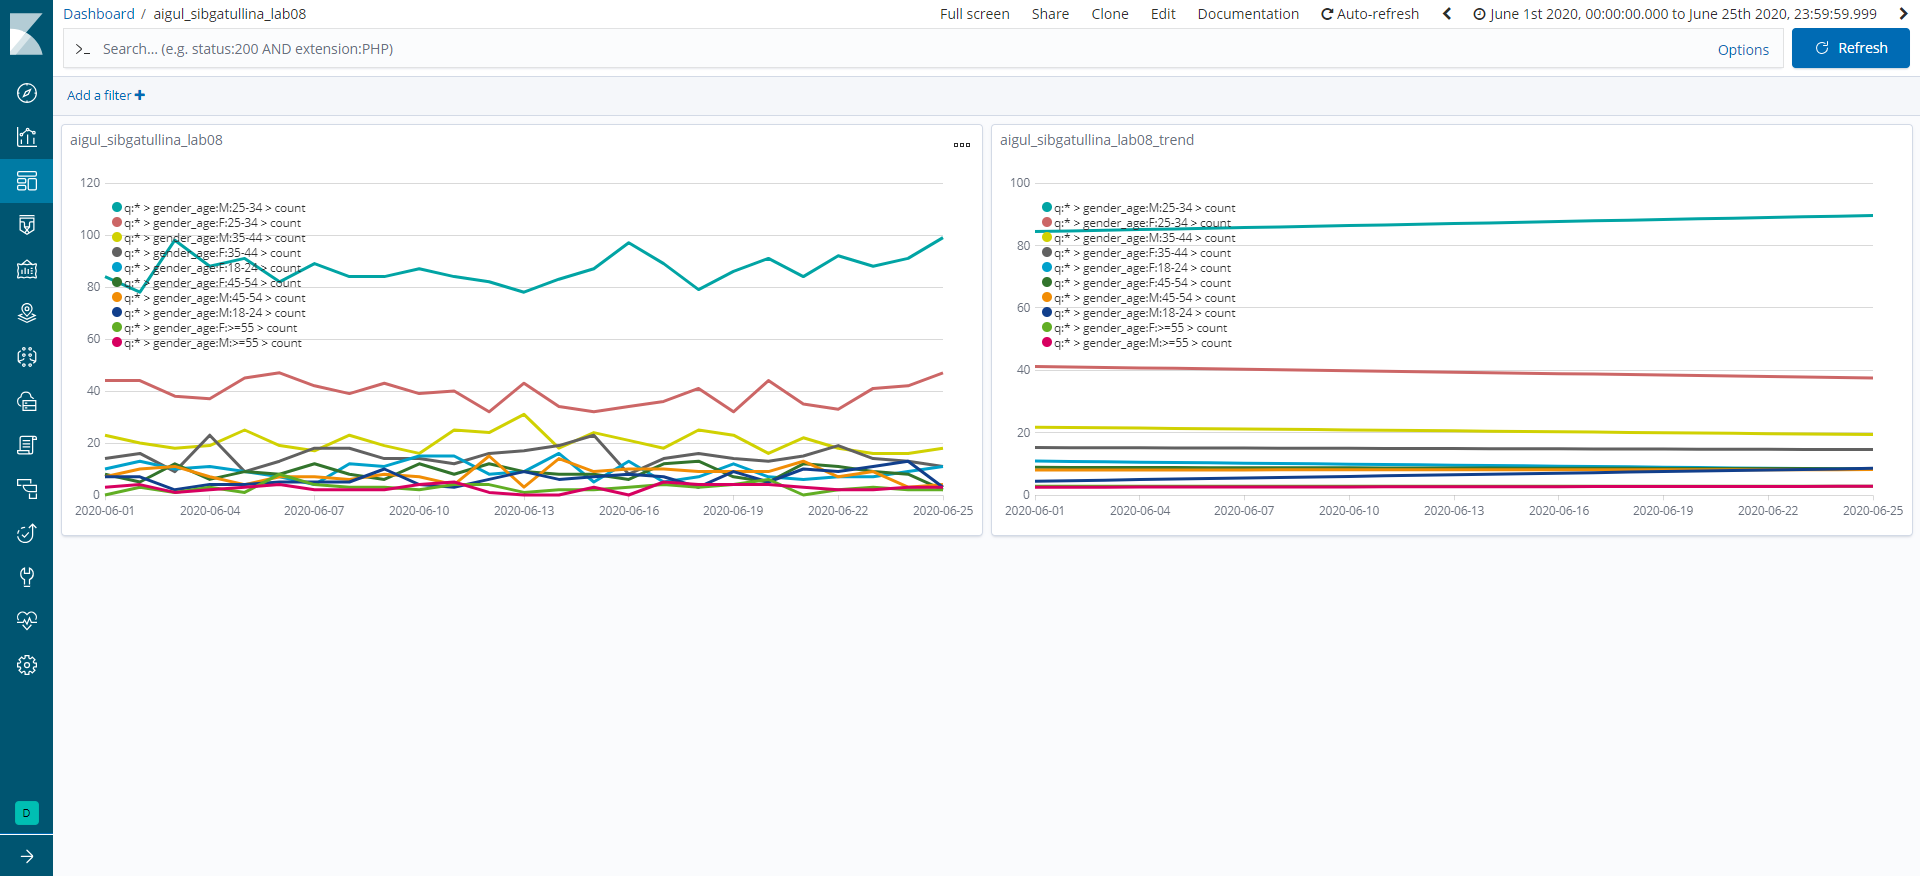 Dashboard / aigul_sibgatullina_lab08
Full screen Share Clone Edit Documentation Auto-refresh June 1st 2020, 00:00:00.000 to June 25th 2020, 23:59:59.999
>_ Search... (e.g. status:200 AND extension:PHP)
Options
Refresh
Add a filter +
aigul_sibgatullina_lab08
120
100
80
60
40
20
0
q:* > gender_age:M:25-34 > count
q:* > gender_age:F:25-34 > count
q:* > gender_age:M:35-44 > count
q:* > gender_age:F:35-44 > count
q:* > gender_age:F:18-24 > count
q:* > gender_age:F:45-54 > count
q:* > gender_age:M:45-54 > count
q:* > gender_age:M:18-24 > count
q:* > gender_age:F:>=55 > count
q:* > gender_age:M:>=55 > count
2020-06-01 2020-06-04 2020-06-07 2020-06-10 2020-06-13 2020-06-16 2020-06-19 2020-06-22 2020-06-25
aigul_sibgatullina_lab08_trend
100
80
60
40
20
0
q:* > gender_age:M:25-34 > count
q:* > gender_age:F:25-34 > count
q:* > gender_age:M:35-44 > count
q:* > gender_age:F:35-44 > count
q:* > gender_age:F:18-24 > count
q:* > gender_age:F:45-54 > count
q:* > gender_age:M:45-54 > count
q:* > gender_age:M:18-24 > count
q:* > gender_age:F:>=55 > count
q:* > gender_age:M:>=55 > count
2020-06-01 2020-06-04 2020-06-07 2020-06-10 2020-06-13 2020-06-16 2020-06-19 2020-06-22 2020-06-25
D